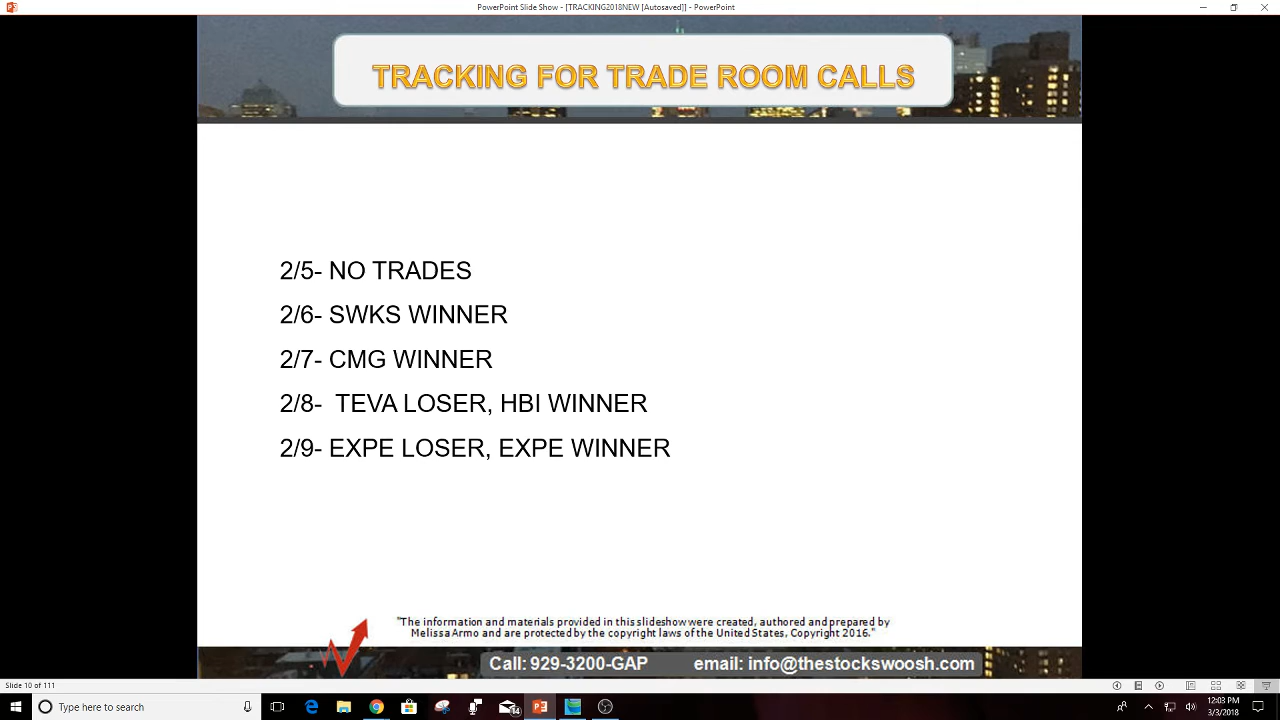 PowerPoint Slide Show - [TRACKING2018NEW [Autosaved]] - PowerPoint
TRACKING FOR TRADE ROOM CALLS
2/5- NO TRADES
2/6- SWKS WINNER
2/7- CMG WINNER
2/8-  TEVA LOSER, HBI WINNER
2/9- EXPE LOSER, EXPE WINNER
"The information and materials provided in this slideshow were created, authored and prepared by
Melissa Armo and are protected by the copyright laws of the United States, Copyright 2016."
Call: 929-3200-GAP email: info@thestockswoosh.com
Slide 10 of 111
Type here to search
14
12:03 PM
3/3/2018